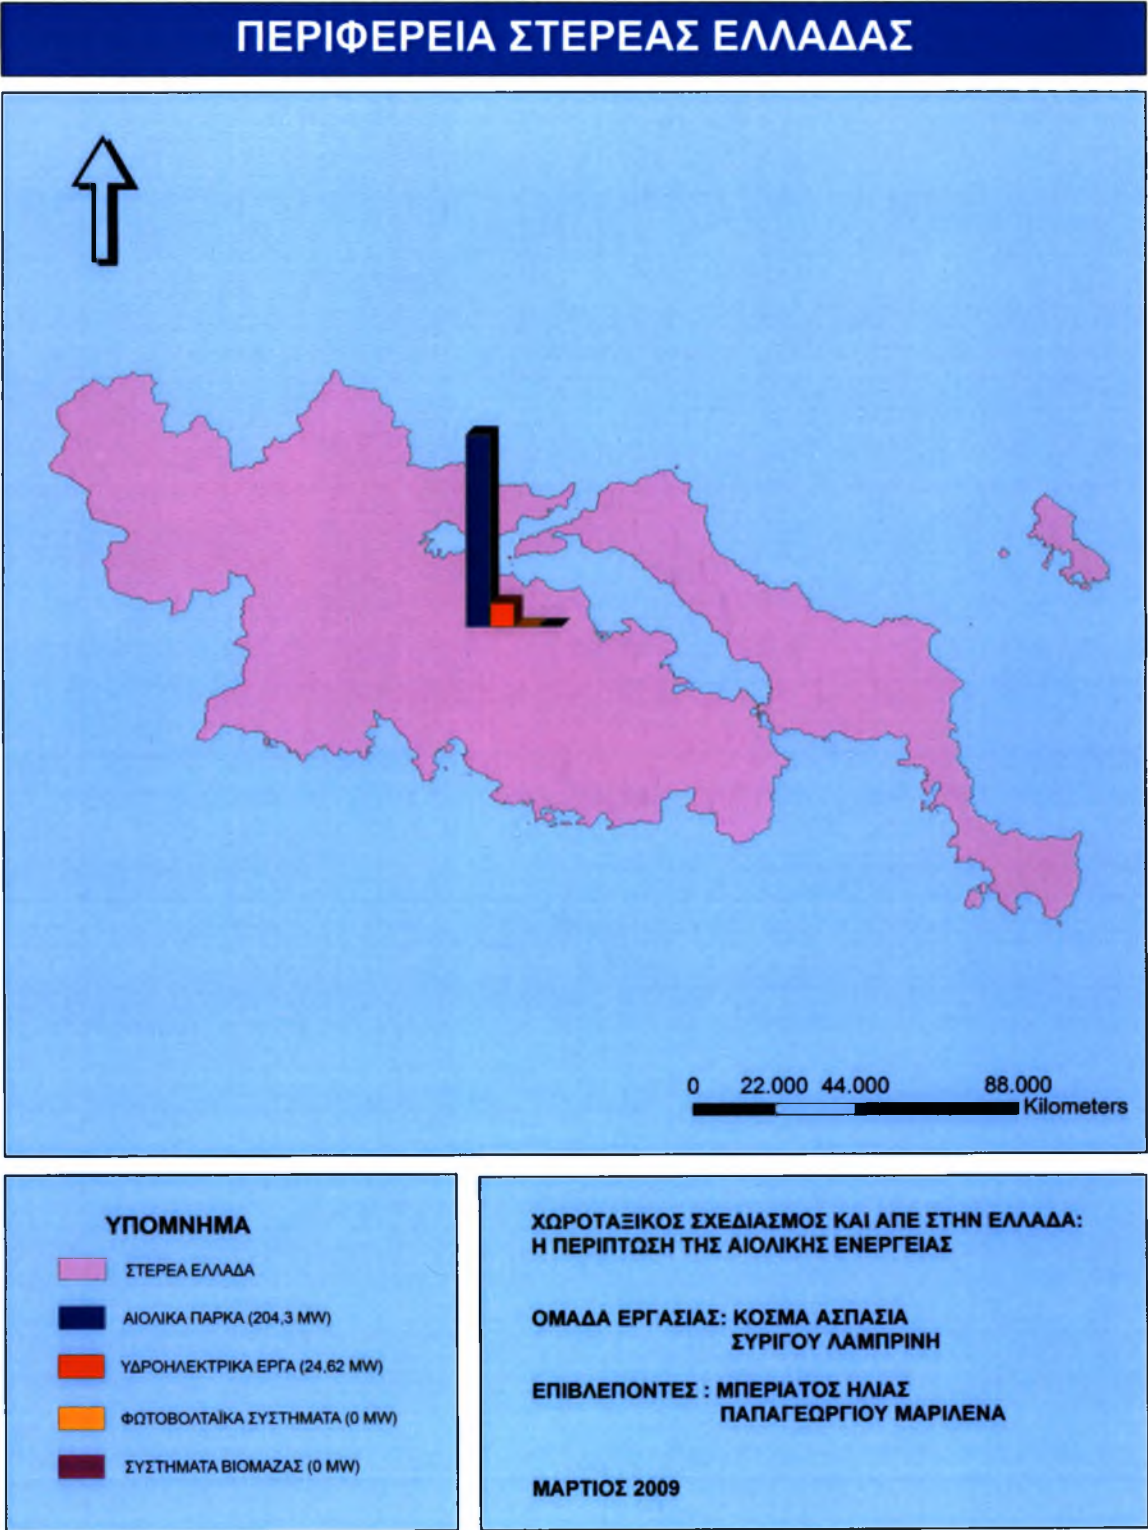 ΠΕΡΙΦΕΡΕΙΑ ΣΤΕΡΕΑΣ ΕΛΛΑΔΑΣ
0 22.000 44.000 88.000
Kilometers
ΥΠΟΜΝΗΜΑ
ΣΤΕΡΕΑ ΕΛΛΑΔΑ
ΑΙΟΛΙΚΑ ΠΑΡΚΑ (204,3 MW)
ΥΔΡΟΗΛΕΚΤΡΙΚΑ ΕΡΓΑ (24,62 MW)
ΦΩΤΟΒΟΛΤΑΪΚΑ ΣΥΣΤΗΜΑΤΑ (0 MW)
ΣΥΣΤΗΜΑΤΑ ΒΙΟΜΑΖΑΣ (0 MW)
ΧΩΡΟΤΑΞΙΚΟΣ ΣΧΕΔΙΑΣΜΟΣ ΚΑΙ ΑΠΕ ΣΤΗΝ ΕΛΛΑΔΑ:
Η ΠΕΡΙΠΤΩΣΗ ΤΗΣ ΑΙΟΛΙΚΗΣ ΕΝΕΡΓΕΙΑΣ
ΟΜΑΔΑ ΕΡΓΑΣΙΑΣ: ΚΟΣΜΑ ΑΣΠΑΣΙΑ
ΣΥΡΙΓΟΥ ΛΑΜΠΡΙΝΗ
ΕΠΙΒΛΕΠΟΝΤΕΣ : ΜΠΕΡΙΑΤΟΣ ΗΛΙΑΣ
ΠΑΠΑΓΕΩΡΓΙΟΥ ΜΑΡΙΛΕΝΑ
ΜΑΡΤΙΟΣ 2009